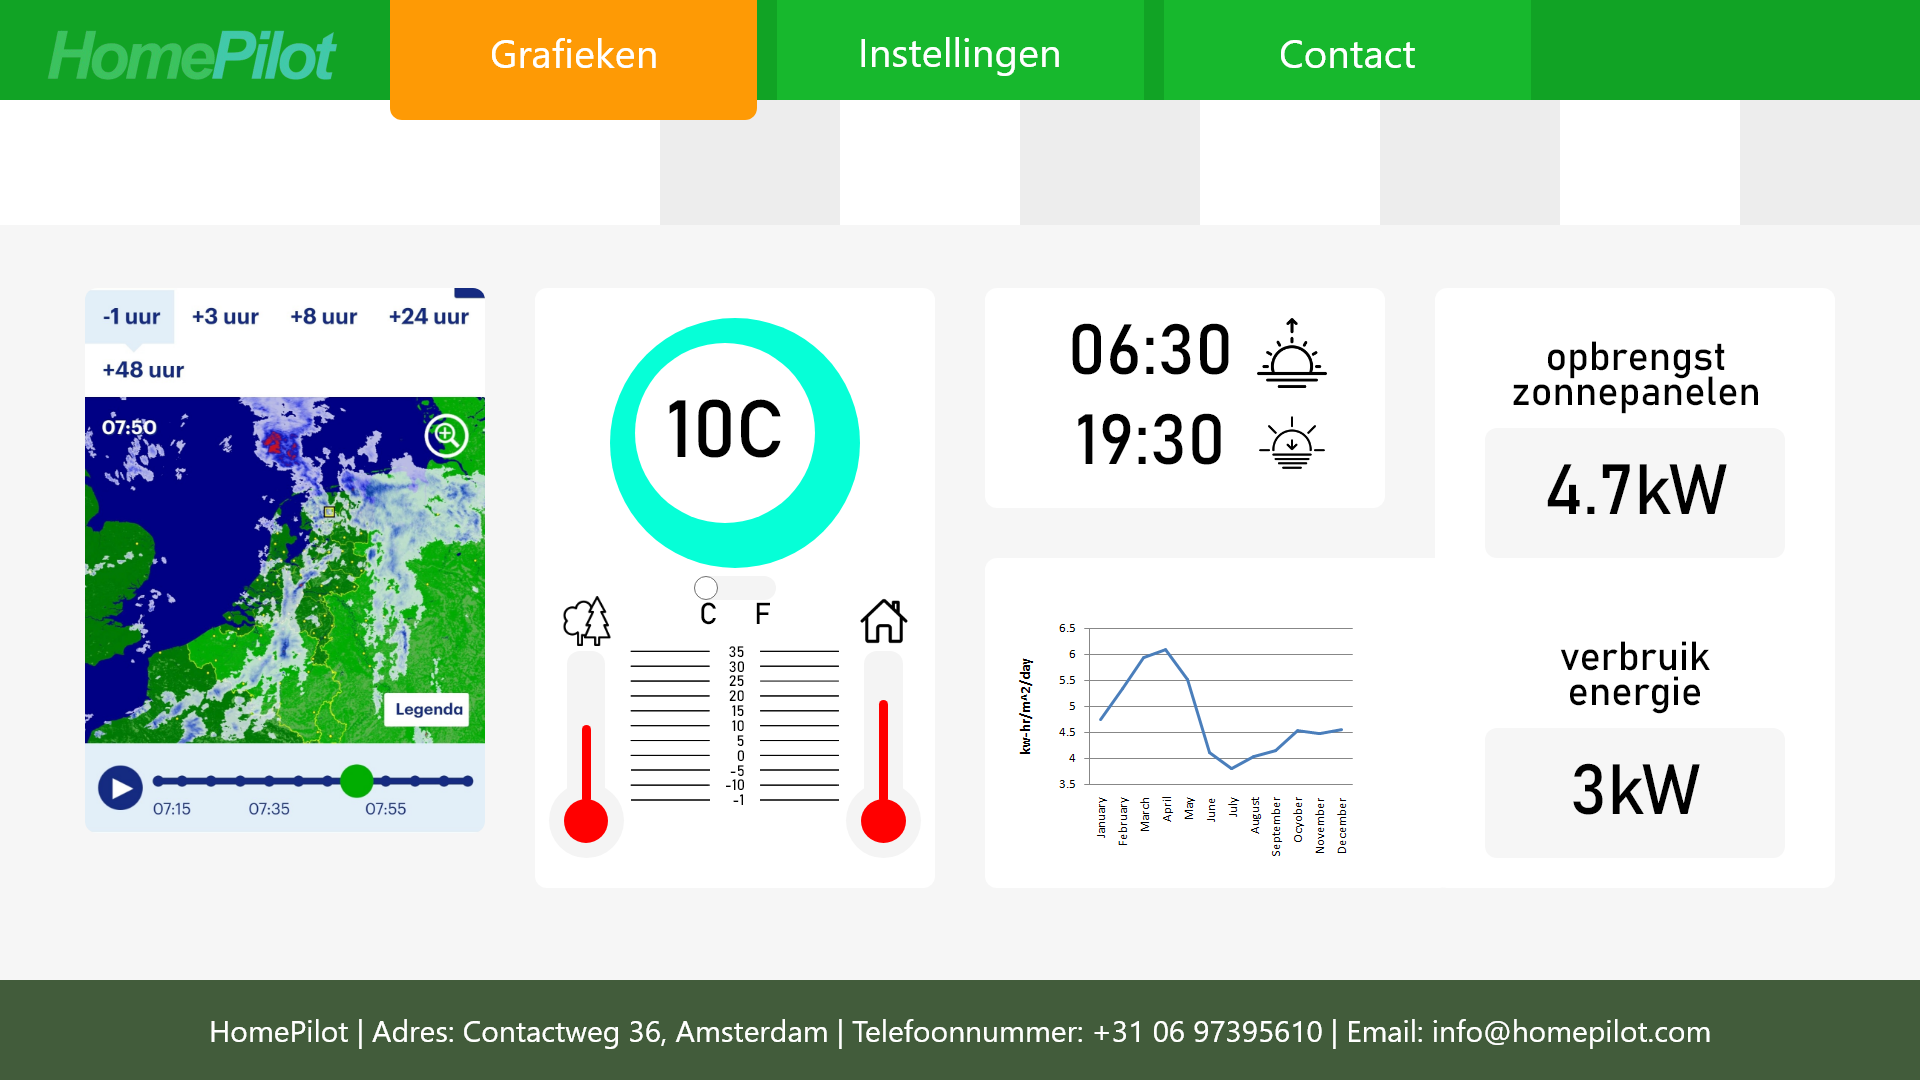 HomePilot
Grafieken
Instellingen
Contact
-1 uur +3 uur +8 uur +24 uur
+48 uur
07:50
Legenda
07:15 07:35 07:55
10C
C F
35
30
25
20
15
10
5
0
-5
-10
-1
06:30
19:30
kw-hr/m^2/day
6.5
6
5.5
5
4.5
4
3.5
January
February
March
April
May
June
July
August
September
Ocyober
November
December
opbrengst
zonnepanelen
4.7kW
verbruik
energie
3kW
HomePilot | Adres: Contactweg 36, Amsterdam | Telefoonnummer: +31 06 97395610 | Email: info@homepilot.com